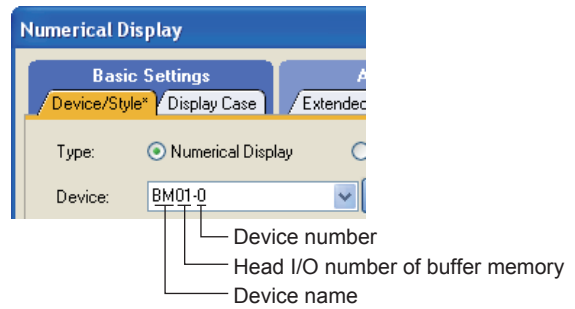 Numerical Display
Basic Settings
A
Device/Style* Display Case Extended
Type: Numerical Display
Device: BM01-0
Device number
Head I/O number of buffer memory
Device name